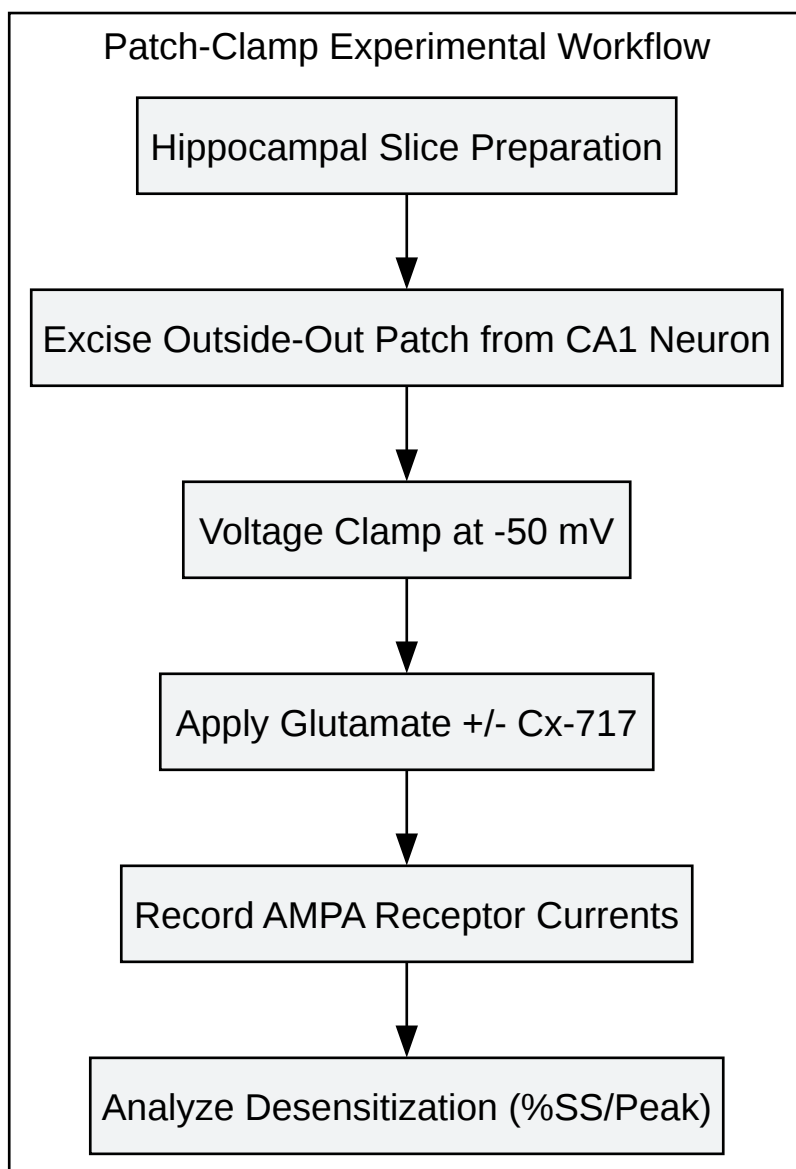 Patch-Clamp Experimental Workflow
Hippocampal Slice Preparation
Excise Outside-Out Patch from CA1 Neuron
Voltage Clamp at -50 mV
Apply Glutamate +/- Cx-717
Record AMPA Receptor Currents
Analyze Desensitization (%SS/Peak)